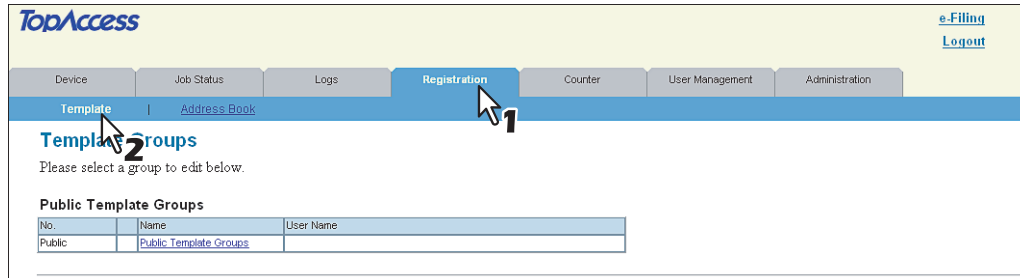 TopAccess
e-Filing
Logout
Device Job Status Logs Registration Counter User Management Administration
Template | Address Book
1
2
Template Groups
Please select a group to edit below.
Public Template Groups
No. Name User Name
Public Public Template Groups